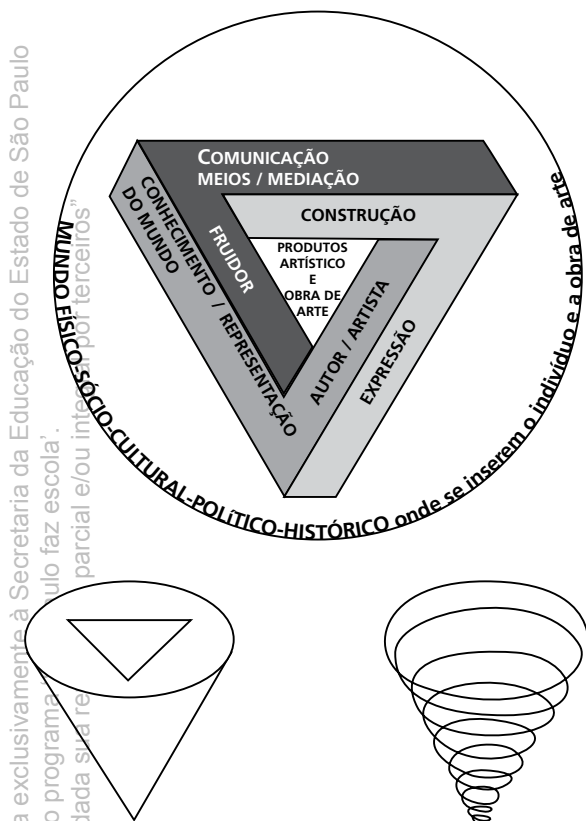 COMUNICAÇÃO
MEIOS / MEDIAÇÃO
CONSTRUÇÃO
FRUIDOR
CONHECIMENTO / REPRESENTAÇÃO
DO MUNDO
PRODUTOS
ARTÍSTICO
E
OBRA DE
ARTE
AUTOR / ARTISTA
EXPRESSÃO
MUNDO FÍSICO-SÓCIO-CULTURAL-POLÍTICO-HISTÓRICO onde se inserem o indivíduo e a obra de arte
exclusivamente à Secretaria da Educação do Estado de São Paulo
programa faz escola'.
parcial e/ou por terceiros"